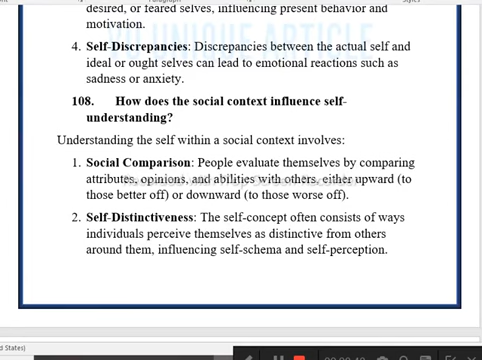 desired, or feared selves, influencing present behavior and
motivation.
4. Self-Discrepancies: Discrepancies between the actual self and
ideal or ought selves can lead to emotional reactions such as
sadness or anxiety.
108. How does the social context influence self-
understanding?
Understanding the self within a social context involves:
1. Social Comparison: People evaluate themselves by comparing
attributes, opinions, and abilities with others, either upward (to
those better off) or downward (to those worse off).
2. Self-Distinctiveness: The self-concept often consists of ways
individuals perceive themselves as distinctive from others
around them, influencing self-schema and self-perception.
d States)